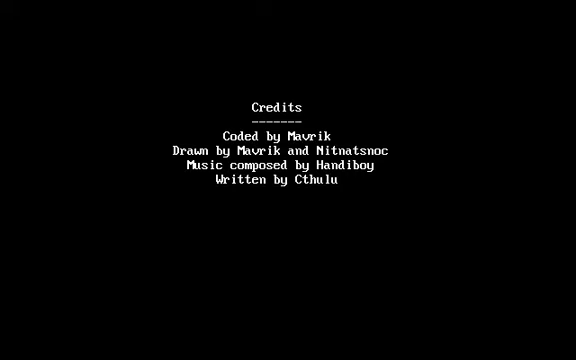 Credits
-------
Coded by Mavrik
Drawn by Mavrik and Nitnatsnoc
Music composed by Handiboy
Written by Cthulu